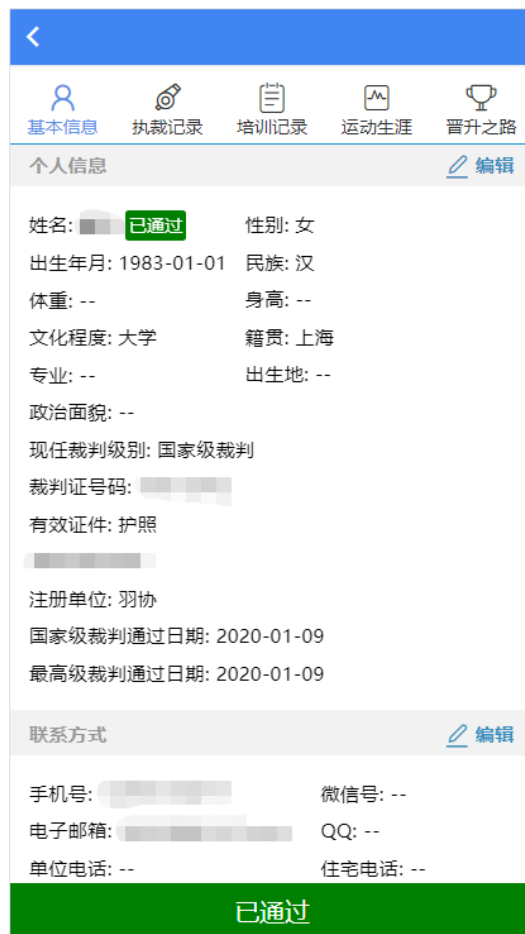 基本信息 执裁记录 培训记录 运动生涯 晋升之路
个人信息 编辑
姓名: 已通过 性别: 女
出生年月: 1983-01-01 民族: 汉
体重: -- 身高: --
文化程度: 大学 籍贯: 上海
专业: -- 出生地: --
政治面貌: --
现任裁判级别: 国家级裁判
裁判证号码:
有效证件: 护照
注册单位: 羽协
国家级裁判通过日期: 2020-01-09
最高级裁判通过日期: 2020-01-09
联系方式 编辑
手机号: 微信号: --
电子邮箱: QQ: --
单位电话: -- 住宅电话: --
已通过